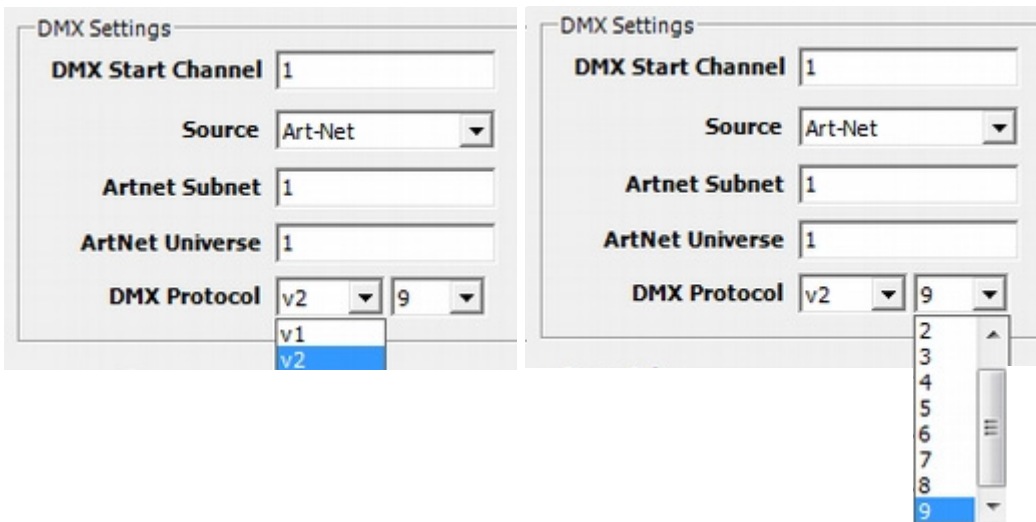 DMX Settings
DMX Start Channel 1
Source Art-Net
Artnet Subnet 1
ArtNet Universe 1
DMX Protocol v2 9
v1
v2
DMX Settings
DMX Start Channel 1
Source Art-Net
Artnet Subnet 1
ArtNet Universe 1
DMX Protocol v2 9
2
3
4
5
6
7
8
9